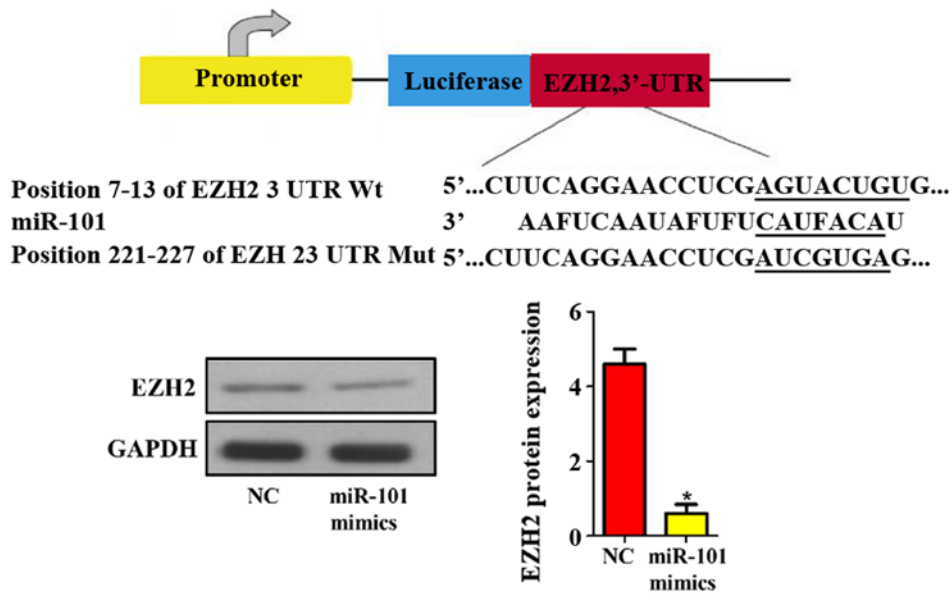 Promoter
Luciferase
EZH2,3’-UTR
Position 7-13 of EZH2 3 UTR Wt
5’...CUUCAGGAACCUCGAGUACUGUG...
miR-101
3’ AAFUCAAUAFUFUCAUFACAU
Position 221-227 of EZH 23 UTR Mut
5’...CUUCAGGAACCUCGAUCGUGAG...
EZH2
GAPDH
NC
miR-101
mimics
EZH2 protein expression
6
4
2
0
*
NC
miR-101
mimics